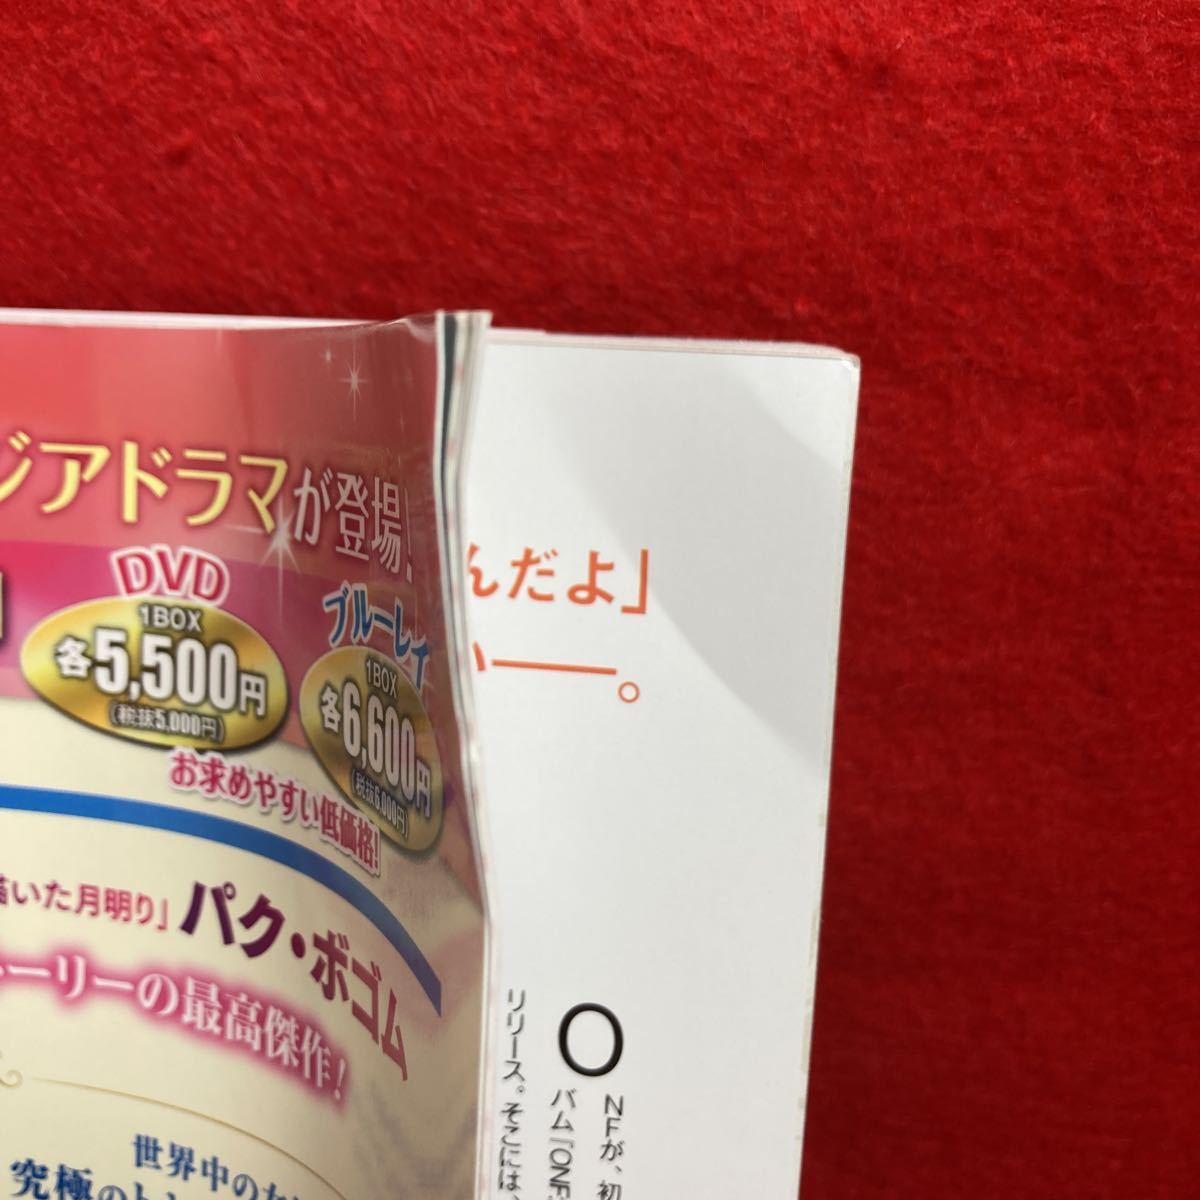 ジアドラマが登場!
DVD
1BOX
各5,500円
(税抜5,000円)
ブルーレイ
1BOX
各6,600円
(税抜6,000円)
お求めやすい低価格!
いた月明り」パク・ボゴム
ーリーの最高傑作!
世界中の
究極の
んだよ」
い――。
O
NFが、初
バム「ONF
リリース。そこには、